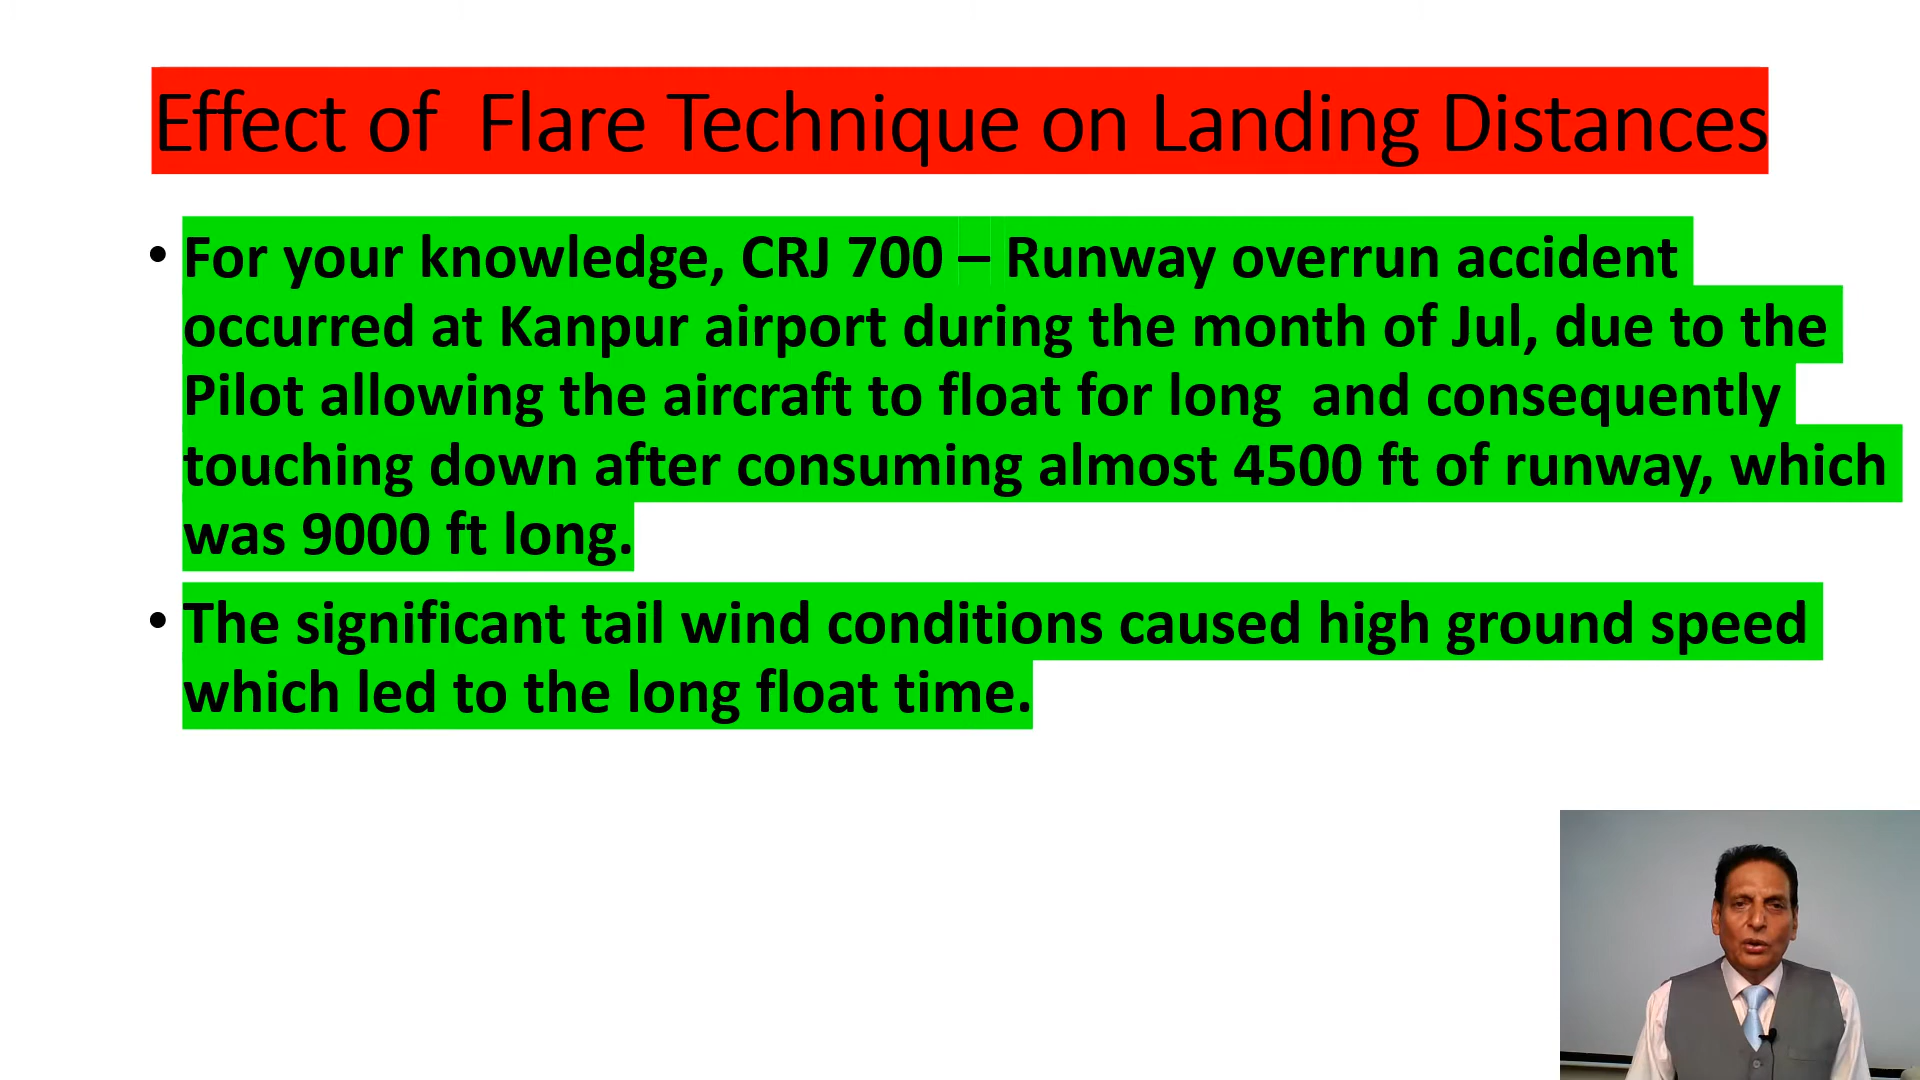 Effect of  Flare Technique on Landing Distances
• For your knowledge, CRJ 700 – Runway overrun accident
occurred at Kanpur airport during the month of Jul, due to the
Pilot allowing the aircraft to float for long  and consequently
touching down after consuming almost 4500 ft of runway, which
was 9000 ft long.
• The significant tail wind conditions caused high ground speed
which led to the long float time.